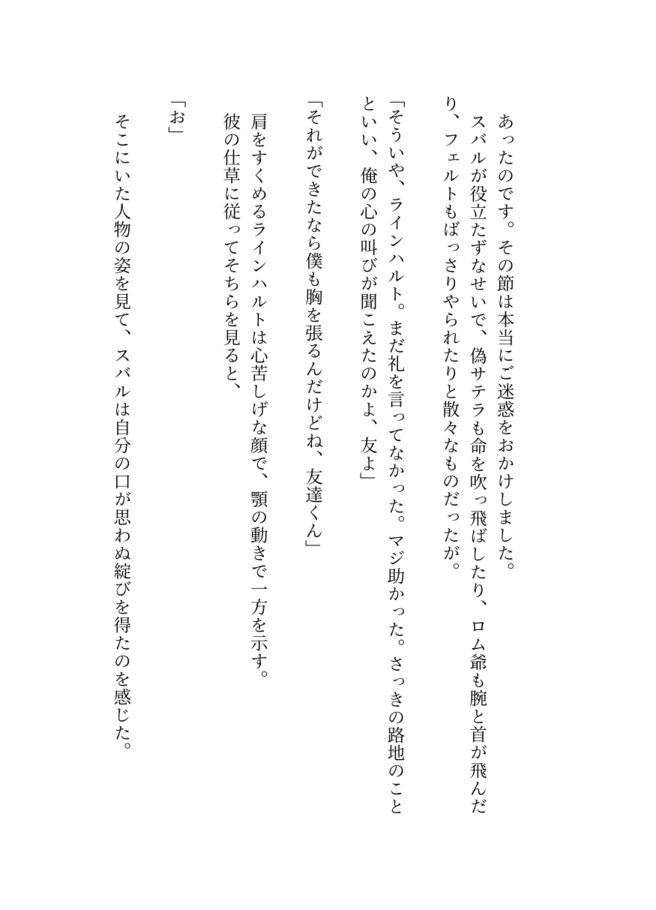 あったのです。その節は本当にご迷惑をおかけしました。
スバルが役立たずなせいで、偽サテラも命を吹っ飛ばしたり、ロム爺も腕と首が飛んだ
り、フェルトもばっさりやられたりと散々なものだったが。
「そういや、ラインハルト。まだ礼を言ってなかった。マジ助かった。さっきの路地のこと
といい、俺の心の叫びが聞こえたのかよ、友よ」
「それができたなら僕も胸を張るんだけどね、友達くん」
肩をすくめるラインハルトは心苦しげな顔で、顎の動きで一方を示す。
彼の仕草に従ってそちらを見ると、
「お」
そこにいた人物の姿を見て、スバルは自分の口が思わぬ綻びを得たのを感じた。